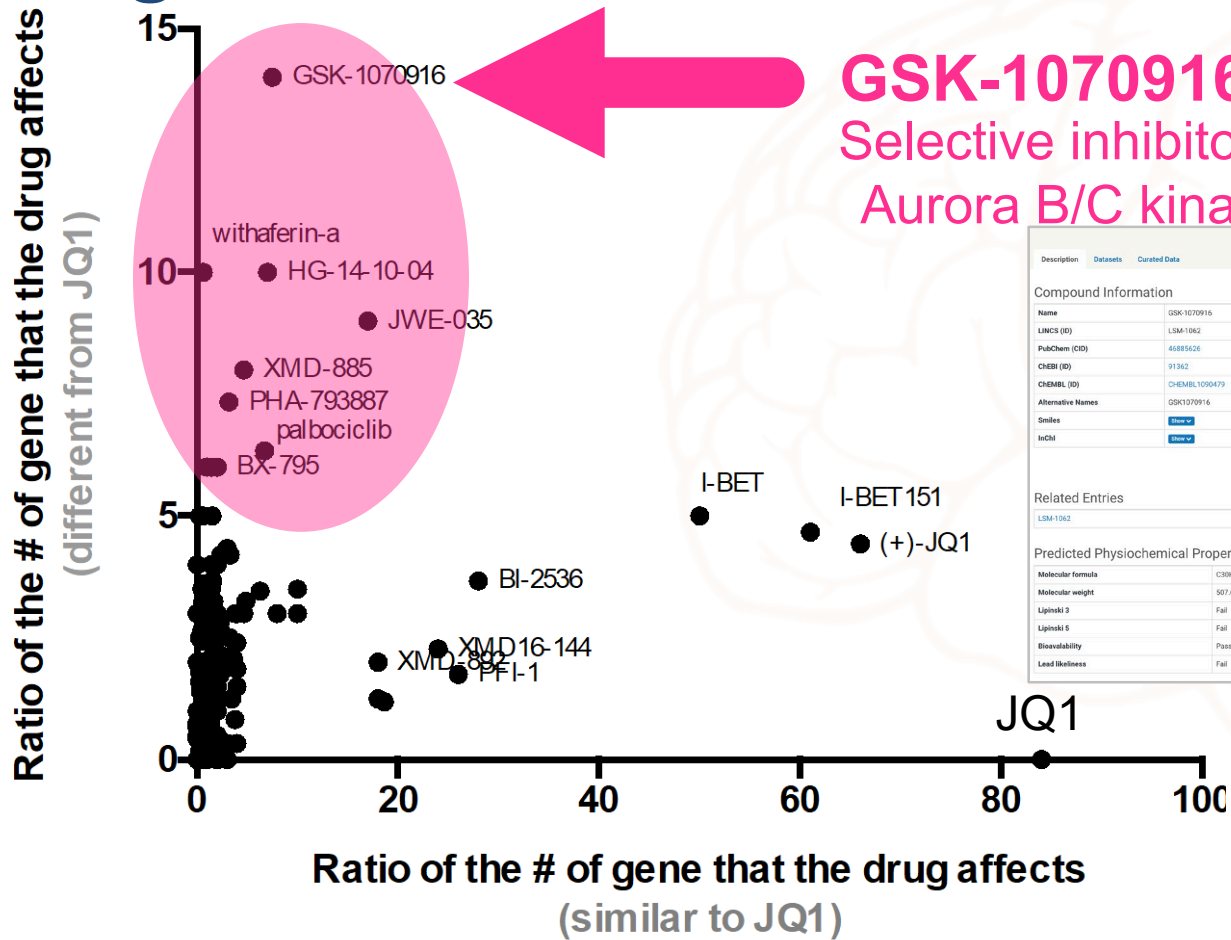 Ratio of the # of gene that the drug affects
(different from JQ1)
15
10
5
0
GSK-1070916
withaferin-a
HG-14-10-04
JWE-035
XMD-885
PHA-793887
palbociclib
BX-795
I-BET
I-BET151
(+)-JQ1
BI-2536
XMD16-144
XMD-892
PFI-1
JQ1
0 20 40 60 80 100
Ratio of the # of gene that the drug affects
(similar to JQ1)
GSK-1070916
Selective inhibito
Aurora B/C kina
Description Datasets Curated Data
Compound Information
Name GSK-1070916
LINCS (ID) LSM-1062
PubChem (CID) 46885626
ChEBI (ID) 91362
ChEMBL (ID) CHEMBL1090479
Alternative Names GSK1070916
Smiles Show
InChI Show
Related Entries
LSM-1062
Predicted Physiochemical Proper
Molecular formula C30H
Molecular weight 507.
Lipinski 3 Fail
Lipinski 5 Fail
Bioavalability Pass
Lead likeliness Fail